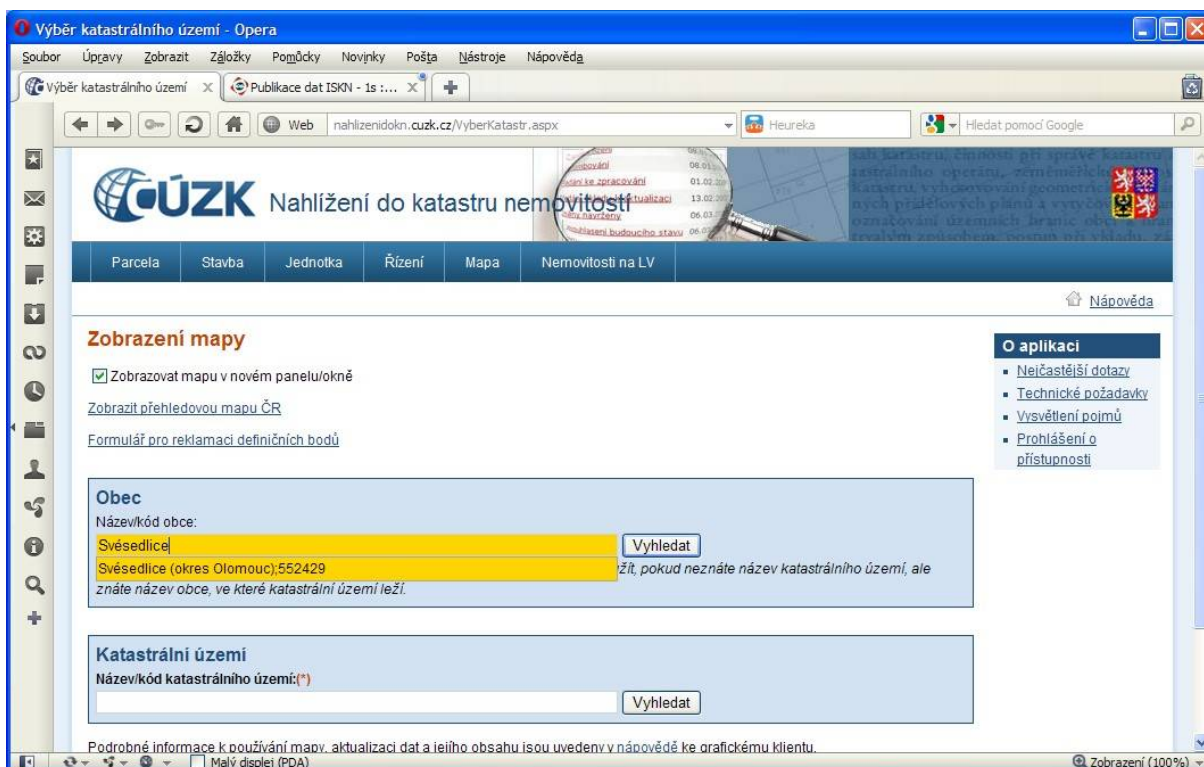 Výběr katastrálního území - Opera
Soubor Úpravy Zobrazit Záložky Pomůcky Novinky Pošta Nástroje Nápověda
Výběr katastrálního území Publikace dat ISKN - 1s :...
Web nahlizenidokn.cuzk.cz/VyberKatastr.aspx Heureka Hledat pomocí Google
ČÚZK Nahlížení do katastru nemovitostí
Parcela Stavba Jednotka Řízení Mapa Nemovitosti na LV
Nápověda
Zobrazení mapy
Zobrazovat mapu v novém panelu/okně
Zobrazit přehledovou mapu ČR
Formulář pro reklamaci definičních bodů
O aplikaci
Nejčastější dotazy
Technické požadavky
Vysvětlení pojmů
Prohlášení o
přístupnosti
Obec
Název/kód obce:
Svésedlice Vyhledat
Svésedlice (okres Olomouc);552429 žít, pokud neznáte název katastrálního území, ale
znáte název obce, ve které katastrální území leží.
Katastrální území
Název/kód katastrálního území:(*)
Vyhledat
Podrobné informace k používání mapy, aktualizaci dat a jejího obsahu jsou uvedeny v nápovědě ke grafickému klientu.
Malý displej (PDA) Zobrazení (100%)